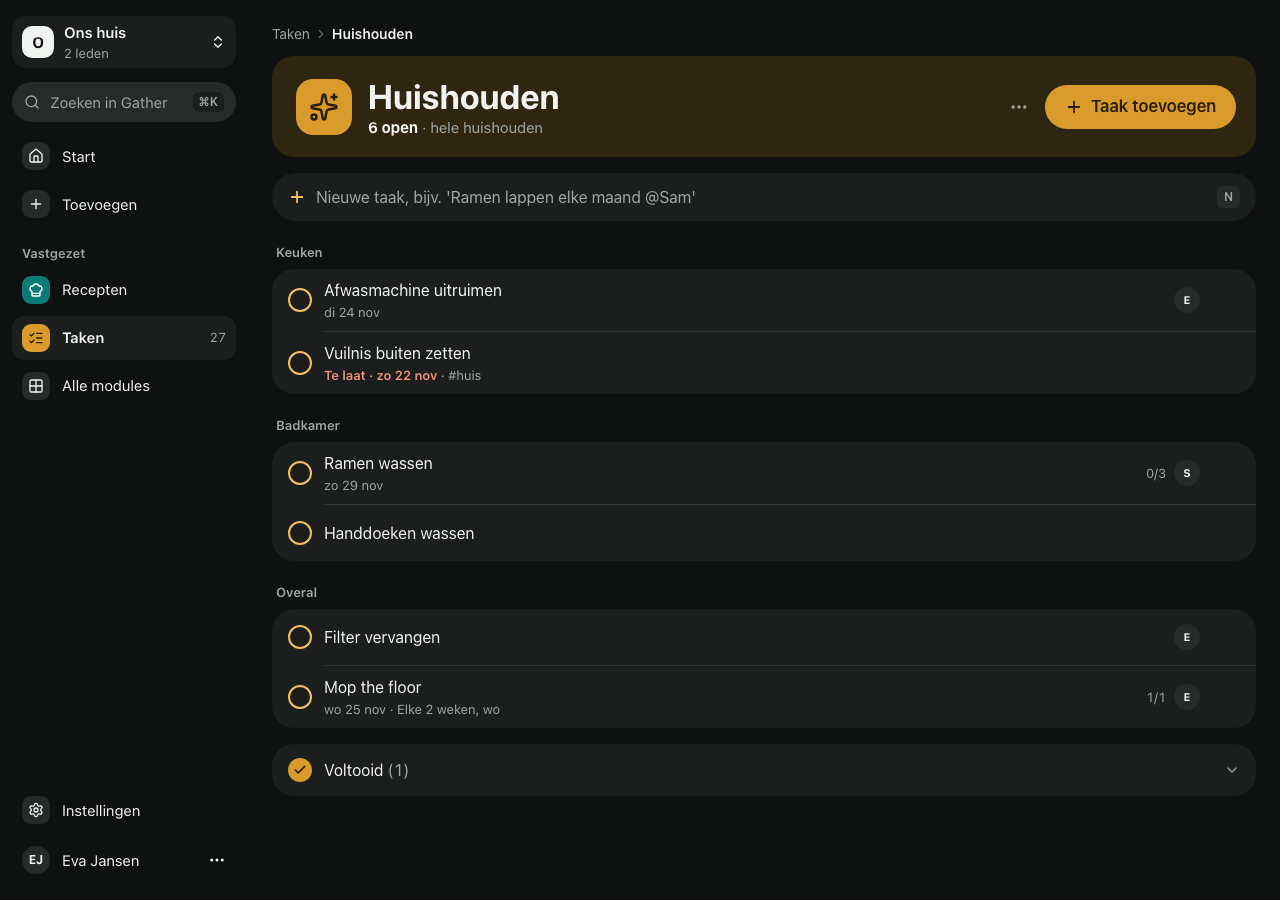 O
Ons huis
2 leden
Zoeken in Gather ⌘K
Start
Toevoegen
Vastgezet
Recepten
Taken 27
Alle modules
Instellingen
EJ Eva Jansen
Taken > Huishouden
Huishouden
6 open · hele huishouden
Taak toevoegen
Nieuwe taak, bijv. 'Ramen lappen elke maand @Sam' N
Keuken
Afwasmachine uitruimen
di 24 nov
E
Vuilnis buiten zetten
Te laat · zo 22 nov · #huis
Badkamer
Ramen wassen
zo 29 nov
0/3 S
Handdoeken wassen
Overal
Filter vervangen
E
Mop the floor
wo 25 nov · Elke 2 weken, wo
1/1 E
Voltooid (1)